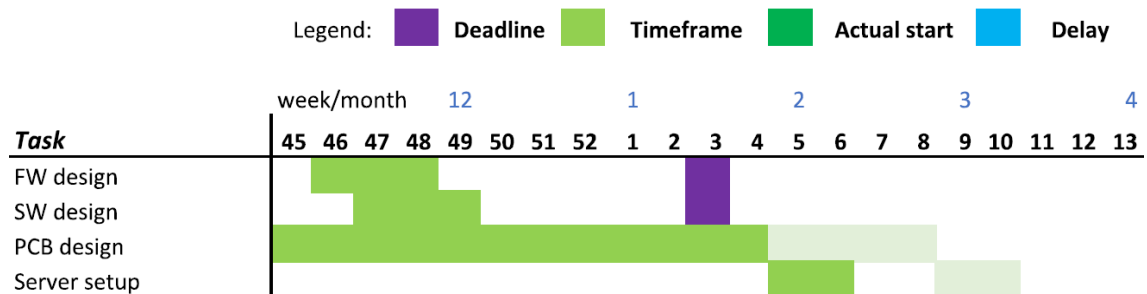 Legend: Deadline Timeframe Actual start Delay
week/month 12 1 2 3 4
Task 45 46 47 48 49 50 51 52 1 2 3 4 5 6 7 8 9 10 11 12 13
FW design
SW design
PCB design
Server setup